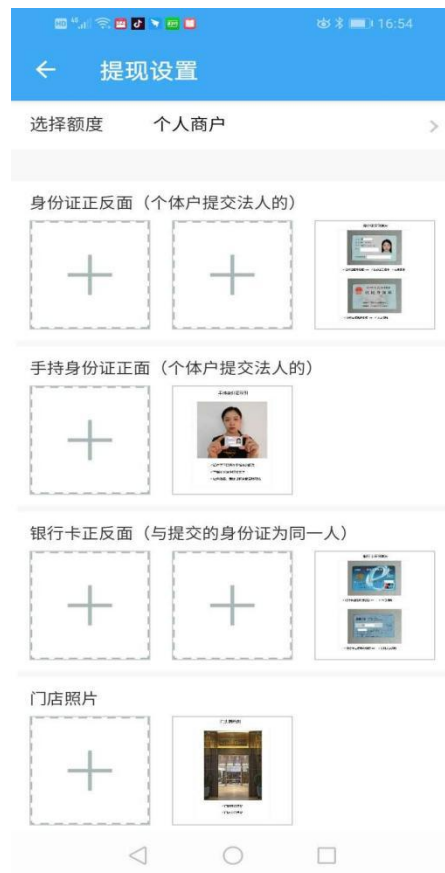 16:54
提现设置
选择额度 个人商户
身份证正反面（个体户提交法人的）
手持身份证正面（个体户提交法人的）
银行卡正反面（与提交的身份证为同一人）
门店照片